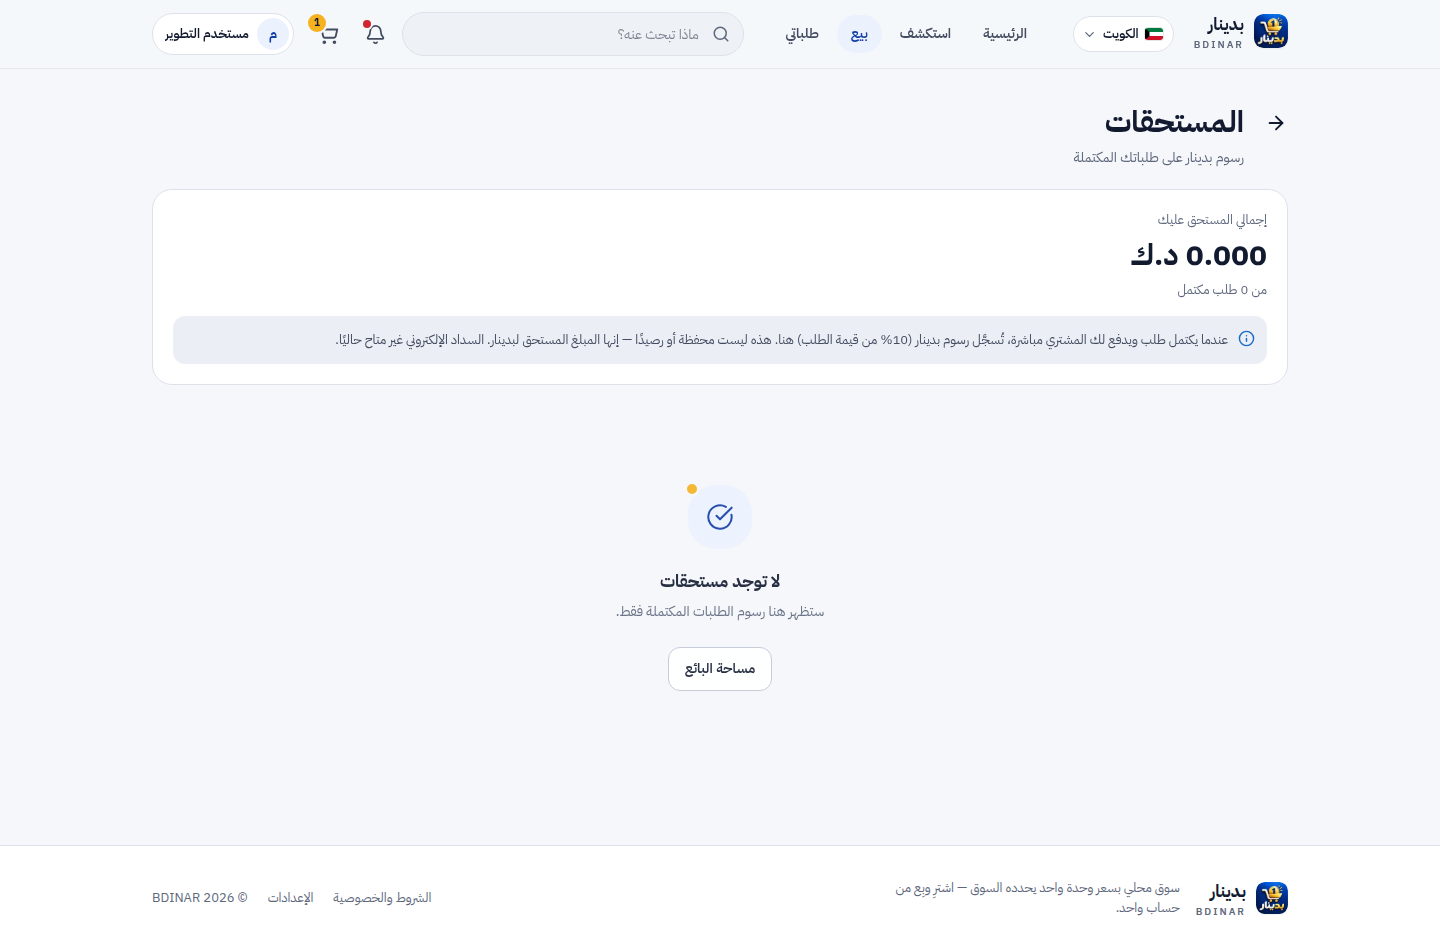 بدينار
BDINAR
الكويت
الرئيسية
استكشف
بيع
طلباتي
ماذا تبحث عنه؟
1
م
مستخدم التطوير
المستحقات
رسوم بدينار على طلباتك المكتملة
إجمالي المستحق عليك
0.000 د.ك
من 0 طلب مكتمل
عندما يكتمل طلب ويدفع لك المشتري مباشرة، تُسجَّل رسوم بدينار (10% من قيمة الطلب) هنا. هذه ليست محفظة أو رصيدًا — إنها المبلغ المستحق لبدينار. السداد الإلكتروني غير متاح حاليًا.
لا توجد مستحقات
ستظهر هنا رسوم الطلبات المكتملة فقط.
مساحة البائع
بدينار
BDINAR
سوق محلي بسعر وحدة واحد يحدده السوق — اشترِ وبِع من
حساب واحد.
الشروط والخصوصية
الإعدادات
© 2026 BDINAR